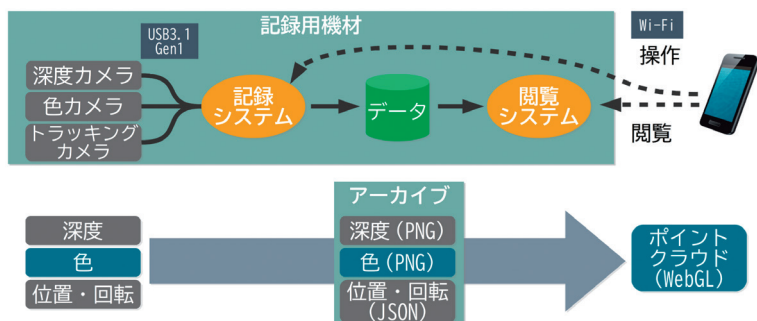 記録用機材
USB3.1
Gen1
Wi-Fi
操作
深度カメラ
色カメラ
トラッキング
カメラ
記録
システム
データ
閲覧
システム
閲覧
アーカイブ
深度
色
位置・回転
深度(PNG)
色(PNG)
位置・回転
(JSON)
ポイント
クラウド
(WebGL)